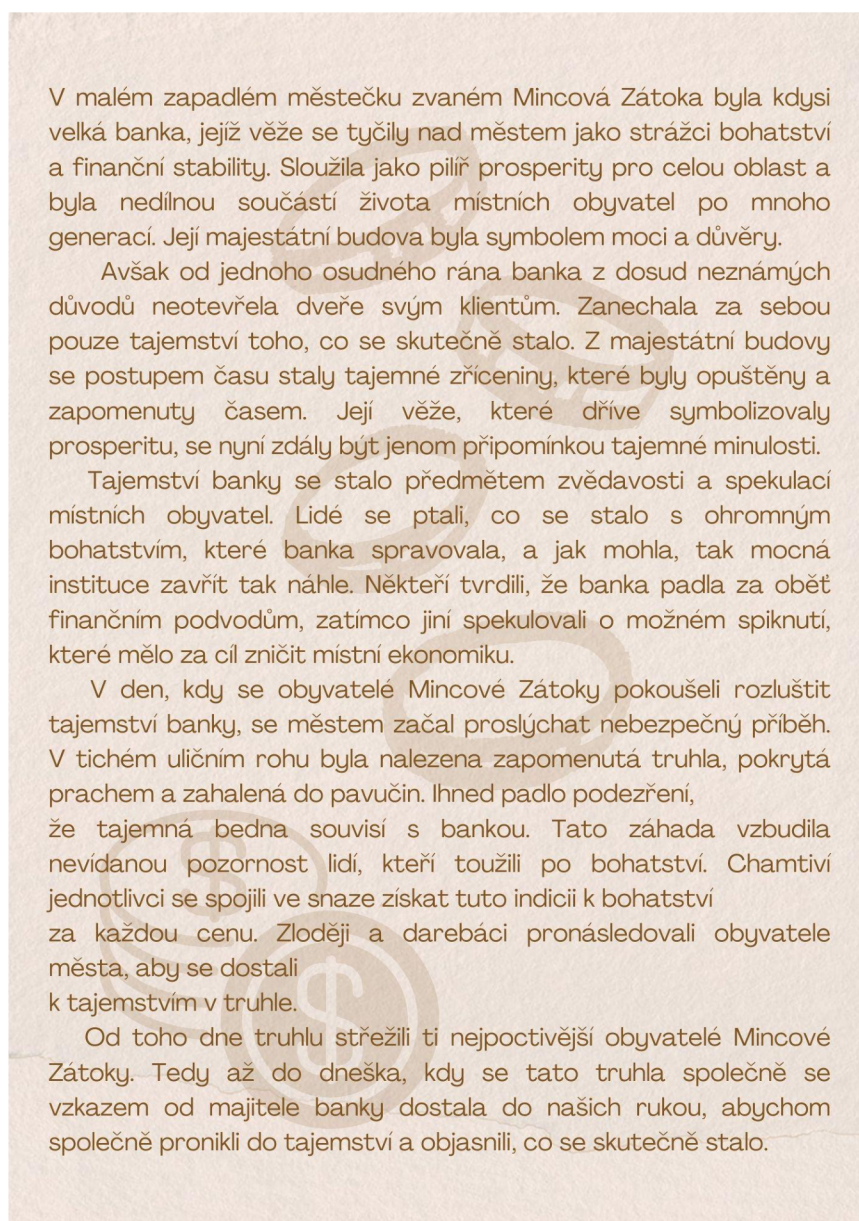 V malém zapadlém městečku zvaném Mincová Zátoka byla kdysi
velká banka, jejíž věže se tyčily nad městem jako strážci bohatství
a finanční stability. Sloužila jako pilíř prosperity pro celou oblast a
byla nedílnou součástí života místních obyvatel po mnoho
generací. Její majestátní budova byla symbolem moci a důvěry.
Avšak od jednoho osudného rána banka z dosud neznámých
důvodů neotevřela dveře svým klientům. Zanechala za sebou
pouze tajemství toho, co se skutečně stalo. Z majestátní budovy
se postupem času staly tajemné zříceniny, které byly opuštěny a
zapomenuty časem. Její věže, které dříve symbolizovaly
prosperitu, se nyní zdály být jenom připomínkou tajemné minulosti.
Tajemství banky se stalo předmětem zvědavosti a spekulací
místních obyvatel. Lidé se ptali, co se stalo s ohromným
bohatstvím, které banka spravovala, a jak mohla, tak mocná
instituce zavřít tak náhle. Někteří tvrdili, že banka padla za oběť
finančním podvodům, zatímco jiní spekulovali o možném spiknutí,
které mělo za cíl zničit místní ekonomiku.
V den, kdy se obyvatelé Mincové Zátoky pokoušeli rozluštit
tajemství banky, se městem začal proslýchat nebezpečný příběh.
V tichém uličním rohu byla nalezena zapomenutá truhla, pokrytá
prachem a zahalená do pavučin. Ihned padlo podezření,
že tajemná bedna souvisí s bankou. Tato záhada vzbudila
nevídanou pozornost lidí, kteří toužili po bohatství. Chamtiví
jednotlivci se spojili ve snaze získat tuto indicii k bohatství
za každou cenu. Zloději a darebáci pronásledovali obyvatele
města, aby se dostali
k tajemstvím v truhle.
Od toho dne truhlu střežili ti nejpoctivější obyvatelé Mincové
Zátoky. Tedy až do dneška, kdy se tato truhla společně se
vzkazem od majitele banky dostala do našich rukou, abychom
společně pronikli do tajemství a objasnili, co se skutečně stalo.